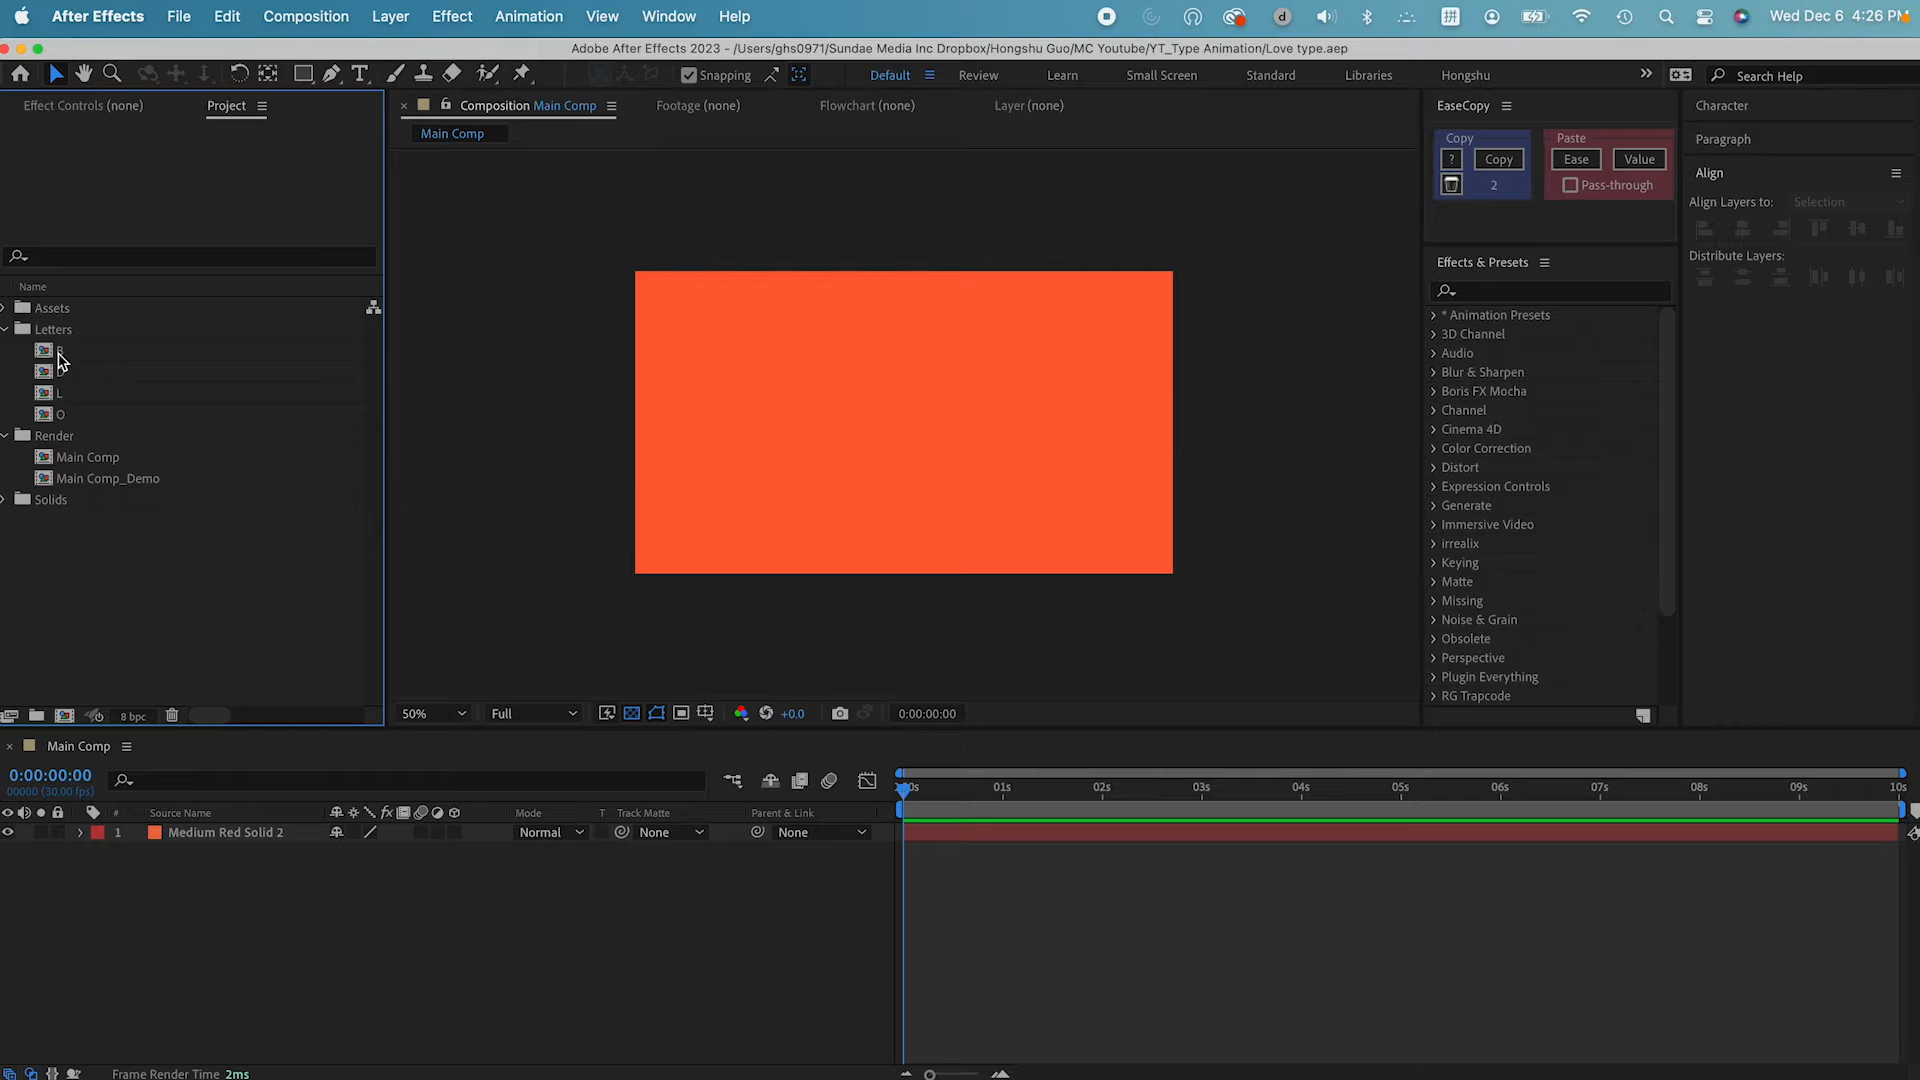 After Effects File Edit Composition Layer Effect Animation View Window Help
Wed Dec 6 4:26 PM
Adobe After Effects 2023 - /Users/ghs0971/Sundae Media Inc Dropbox/Hongshu Guo/MC Youtube/YT_Type Animation/Love type.aep
Snapping
Default Review Learn Small Screen Standard Libraries Hongshu
Search Help
Effect Controls (none) Project
Composition Main Comp Footage (none) Flowchart (none) Layer (none)
Main Comp
EaseCopy
Copy
? Copy
2
Paste
Ease Value
Pass-through
Character
Paragraph
Align
Align Layers to: Selection
Distribute Layers:
Name
Assets
Letters
L
O
Render
Main Comp
Main Comp_Demo
Solids
Effects & Presets
* Animation Presets
3D Channel
Audio
Blur & Sharpen
Boris FX Mocha
Channel
Cinema 4D
Color Correction
Distort
Expression Controls
Generate
Immersive Video
irrealix
Keying
Matte
Missing
Noise & Grain
Obsolete
Perspective
Plugin Everything
RG Trapcode
8 bpc
50% Full +0.0 0:00:00:00
Main Comp
0:00:00:00
00000 (30.00 fps)
01s 02s 03s 04s 05s 06s 07s 08s 09s 10s
# Source Name Mode T Track Matte Parent & Link
1 Medium Red Solid 2 Normal None None
Frame Render Time 2ms